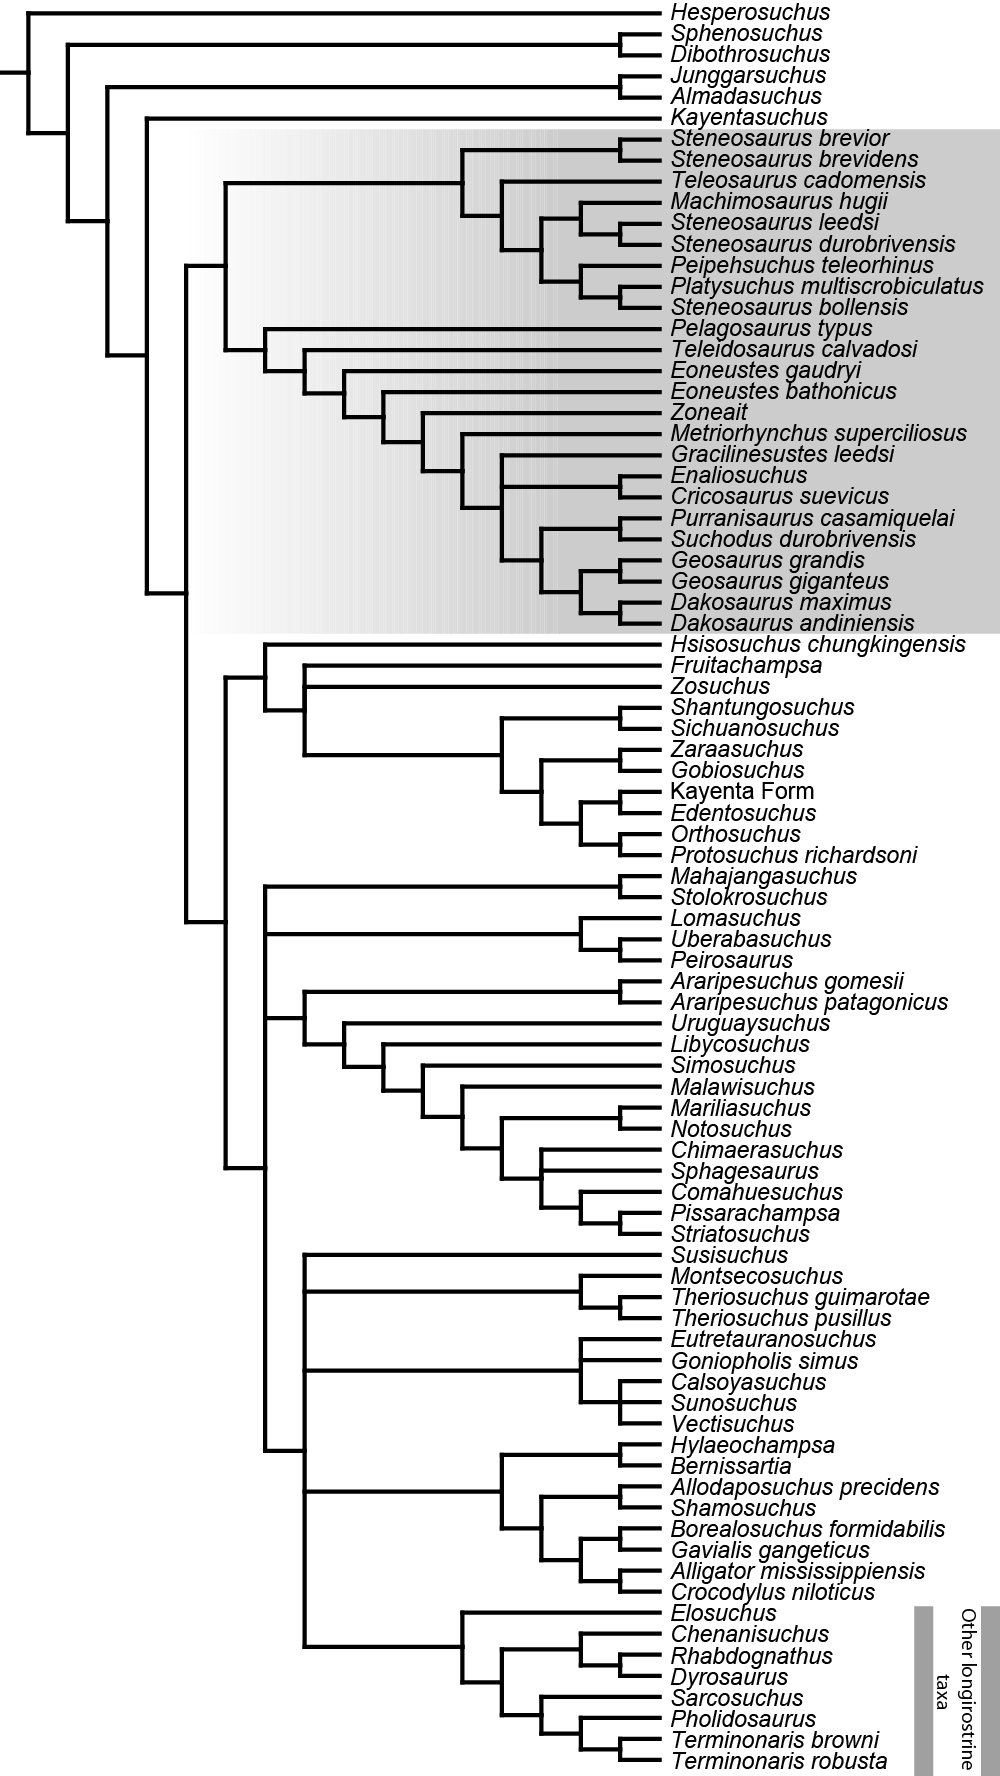 Hesperosuchus
Sphenosuchus
Dibothrosuchus
Junggarsuchus
Almadasuchus
Kayentasuchus
Steneosaurus brevior
Steneosaurus brevidens
Teleosaurus cadomensis
Machimosaurus hugii
Steneosaurus leedsi
Steneosaurus durobrivensis
Peipehsuchus teleorhinus
Platysuchus multiscrobiculatus
Steneosaurus bollensis
Pelagosaurus typus
Teleidosaurus calvadosi
Eoneustes gaudryi
Eoneustes bathonicus
Zoneait
Metriorhynchus superciliosus
Gracilinesustes leedsi
Enaliosuchus
Cricosaurus suevicus
Purranisaurus casamiquelai
Suchodus durobrivensis
Geosaurus grandis
Geosaurus giganteus
Dakosaurus maximus
Dakosaurus andiniensis
Hsisosuchus chungkingensis
Fruitachampsa
Zosuchus
Shantungosuchus
Sichuanosuchus
Zaraasuchus
Gobiosuchus
Kayenta Form
Edentosuchus
Orthosuchus
Protosuchus richardsoni
Mahajangasuchus
Stolokrosuchus
Lomasuchus
Uberabasuchus
Peirosaurus
Araripesuchus gomesii
Araripesuchus patagonicus
Uruguaysuchus
Libycosuchus
Simosuchus
Malawisuchus
Mariliasuchus
Notosuchus
Chimaerasuchus
Sphagesaurus
Comahuesuchus
Pissarachampsa
Striatosuchus
Susisuchus
Montsecosuchus
Theriosuchus guimarotae
Theriosuchus pusillus
Eutretauranosuchus
Goniopholis simus
Calsoyasuchus
Sunosuchus
Vectisuchus
Hylaeochampsa
Bernissartia
Allodaposuchus precidens
Shamosuchus
Borealosuchus formidabilis
Gavialis gangeticus
Alligator mississippiensis
Crocodylus niloticus
Elosuchus
Chenanisuchus
Rhabdognathus
Dyrosaurus
Sarcosuchus
Pholidosaurus
Terminonaris browni
Terminonaris robusta
Other longirostrine
taxa